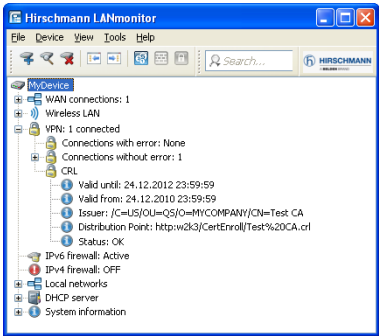 Hirschmann LANmonitor
File Device View Tools Help
Search...
HIRSCHMANN
A BELDEN BRAND
MyDevice
WAN connections: 1
Wireless LAN
VPN: 1 connected
Connections with error: None
Connections without error: 1
CRL
Valid until: 24.12.2012 23:59:59
Valid from: 24.12.2010 23:59:59
Issuer: /C=US/OU=QS/O=MYCOMPANY/CN=Test CA
Distribution Point: http:w2k3/CertEnroll/Test%20CA.crl
Status: OK
IPv6 firewall: Active
IPv4 firewall: OFF
Local networks
DHCP server
System information